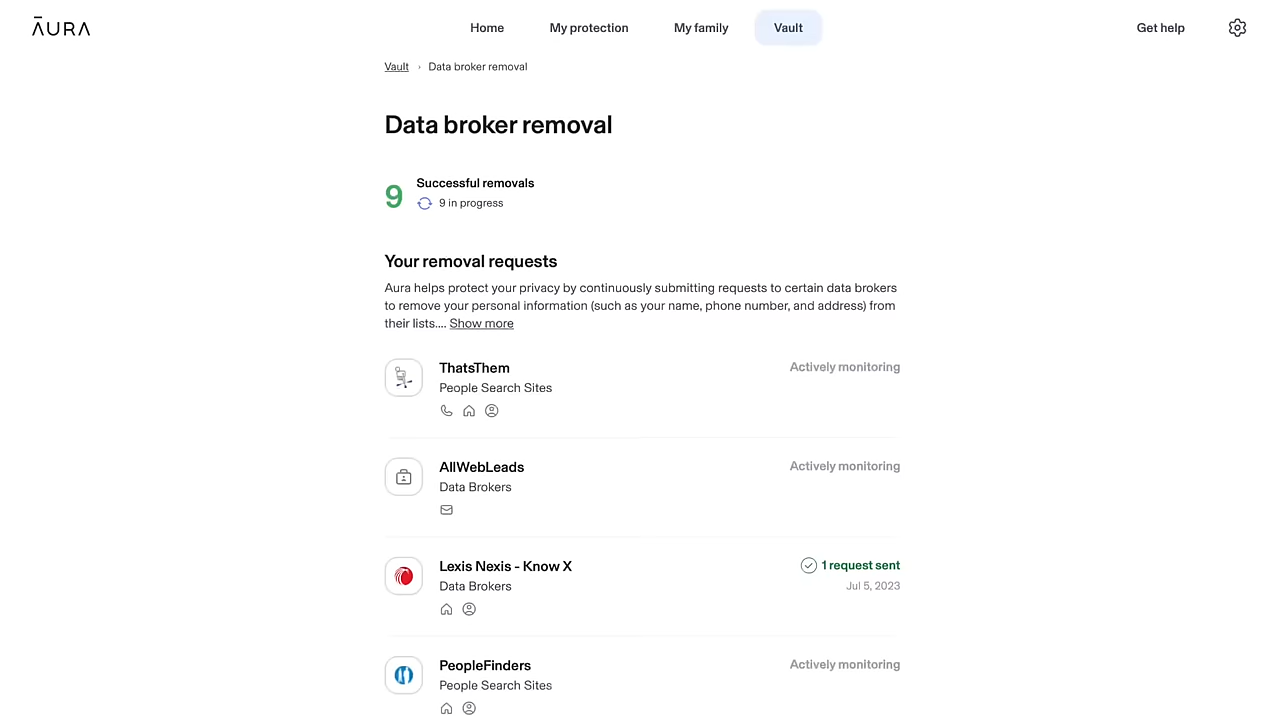 ĀURA
Home
My protection
My family
Vault
Get help
Vault › Data broker removal
Data broker removal
9
Successful removals
9 in progress
Your removal requests
Aura helps protect your privacy by continuously submitting requests to certain data brokers
to remove your personal information (such as your name, phone number, and address) from
their lists.... Show more
ThatsThem
Actively monitoring
People Search Sites
AllWebLeads
Actively monitoring
Data Brokers
Lexis Nexis - Know X
1 request sent
Data Brokers
Jul 5, 2023
PeopleFinders
Actively monitoring
People Search Sites